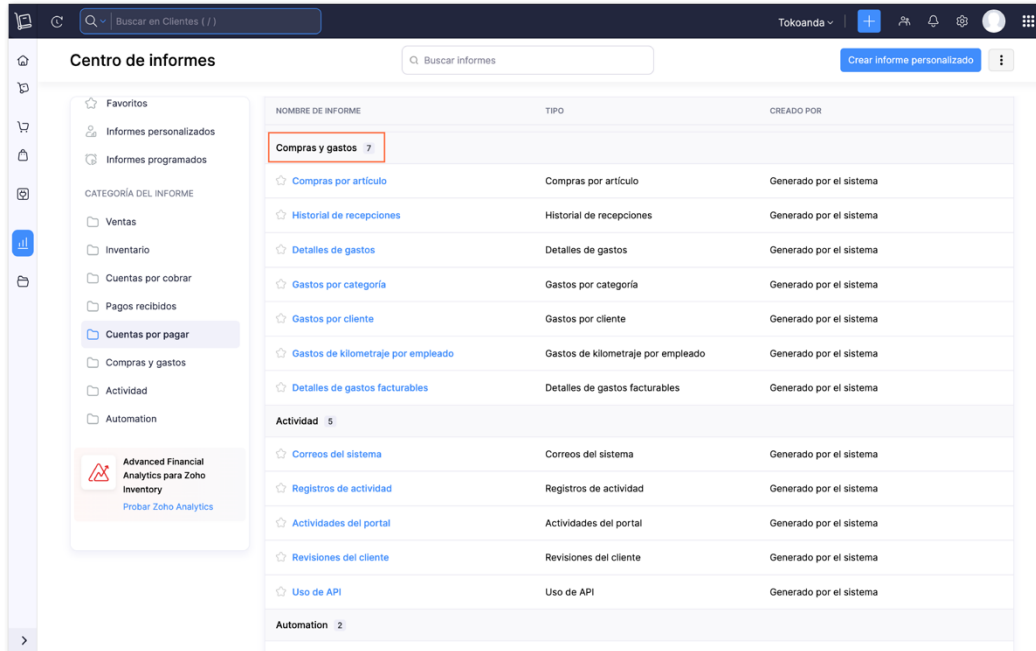 Buscar en Clientes ( / )
Tokoanda
Centro de informes
Buscar informes
Crear informe personalizado
Favoritos
Informes personalizados
Informes programados
CATEGORÍA DEL INFORME
Ventas
Inventario
Cuentas por cobrar
Pagos recibidos
Cuentas por pagar
Compras y gastos
Actividad
Automation
Advanced Financial
Analytics para Zoho
Inventory
Probar Zoho Analytics
NOMBRE DE INFORME TIPO CREADO POR
Compras y gastos 7
Compras por artículo Compras por artículo Generado por el sistema
Historial de recepciones Historial de recepciones Generado por el sistema
Detalles de gastos Detalles de gastos Generado por el sistema
Gastos por categoría Gastos por categoría Generado por el sistema
Gastos por cliente Gastos por cliente Generado por el sistema
Gastos de kilometraje por empleado Gastos de kilometraje por empleado Generado por el sistema
Detalles de gastos facturables Detalles de gastos facturables Generado por el sistema
Actividad 5
Correos del sistema Correos del sistema Generado por el sistema
Registros de actividad Registros de actividad Generado por el sistema
Actividades del portal Actividades del portal Generado por el sistema
Revisiones del cliente Revisiones del cliente Generado por el sistema
Uso de API Uso de API Generado por el sistema
Automation 2